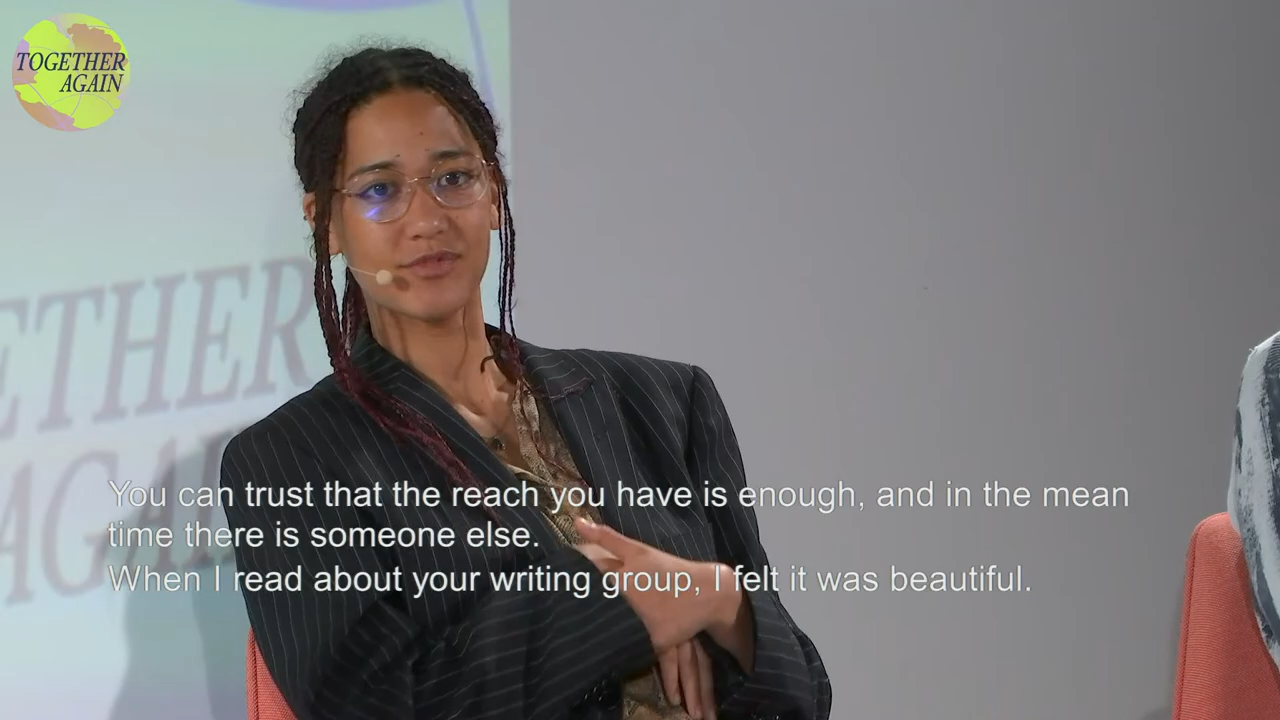 TOGETHER
AGAIN
ETHER
AGAI
You can trust that the reach you have is enough, and in the mean
time there is someone else.
When I read about your writing group, I felt it was beautiful.